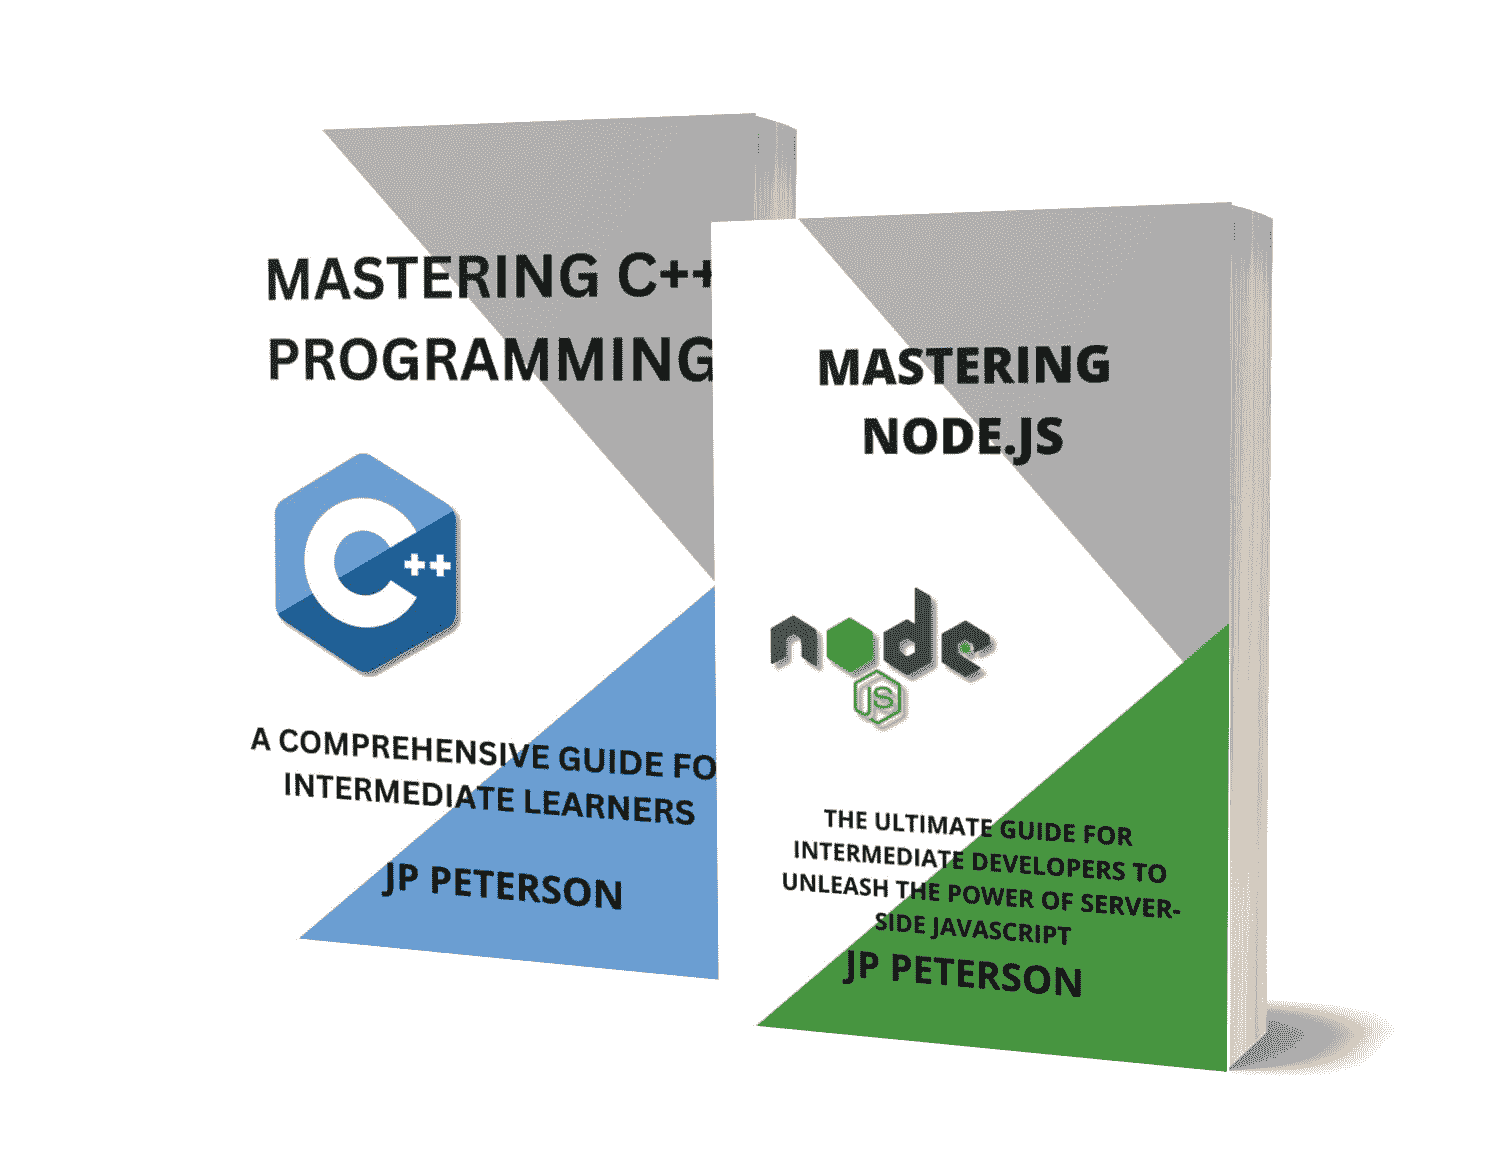 MASTERING C++
PROGRAMMING
C++
A COMPREHENSIVE GUIDE FO
INTERMEDIATE LEARNERS
JP PETERSON
MASTERING
NODE.JS
node
JS
THE ULTIMATE GUIDE FOR
INTERMEDIATE DEVELOPERS TO
UNLEASH THE POWER OF SERVER-
SIDE JAVASCRIPT
JP PETERSON